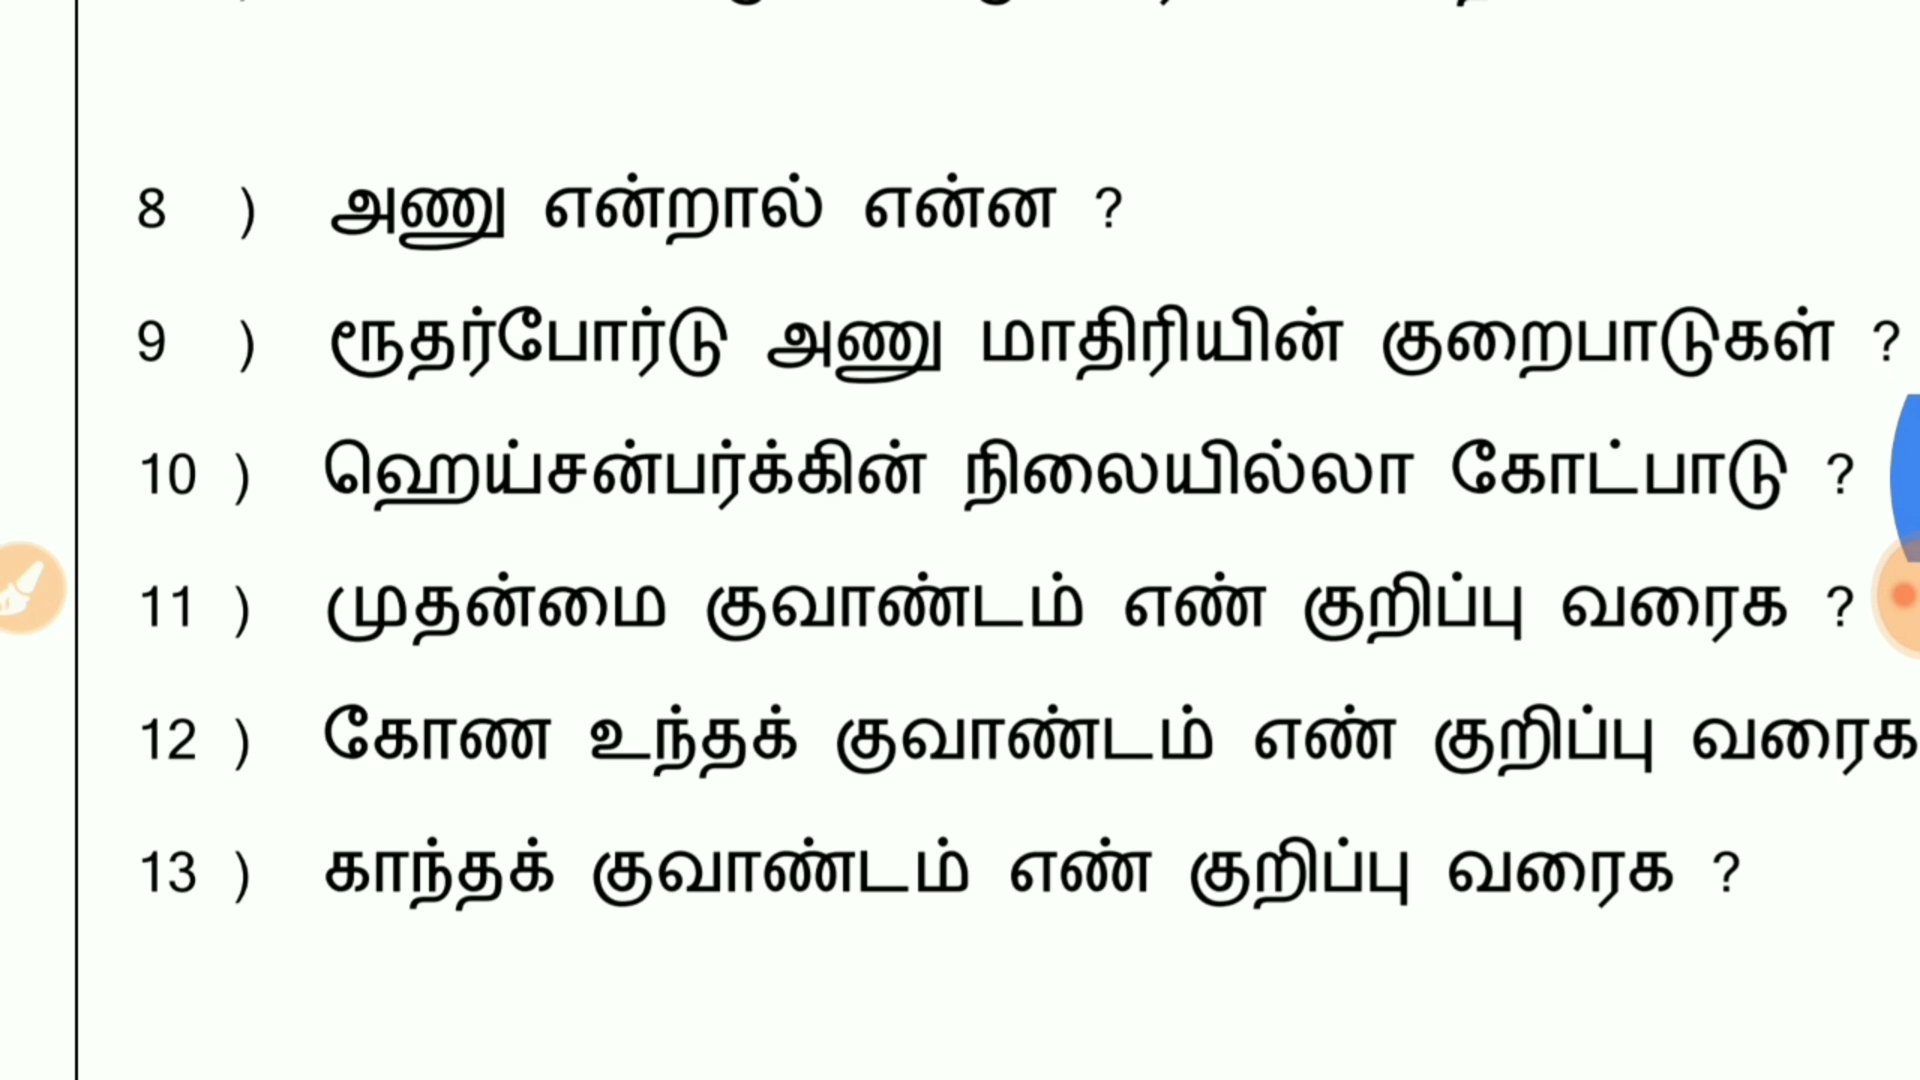 8 ) அணு என்றால் என்ன ?
9 ) ரூதர்போர்டு அணு மாதிரியின் குறைபாடுகள் ?
10 ) ஹெய்சன்பர்க்கின் நிலையில்லா கோட்பாடு ?
11 ) முதன்மை குவாண்டம் எண் குறிப்பு வரைக ?
12 ) கோண உந்தக் குவாண்டம் எண் குறிப்பு வரைக
13 ) காந்தக் குவாண்டம் எண் குறிப்பு வரைக ?